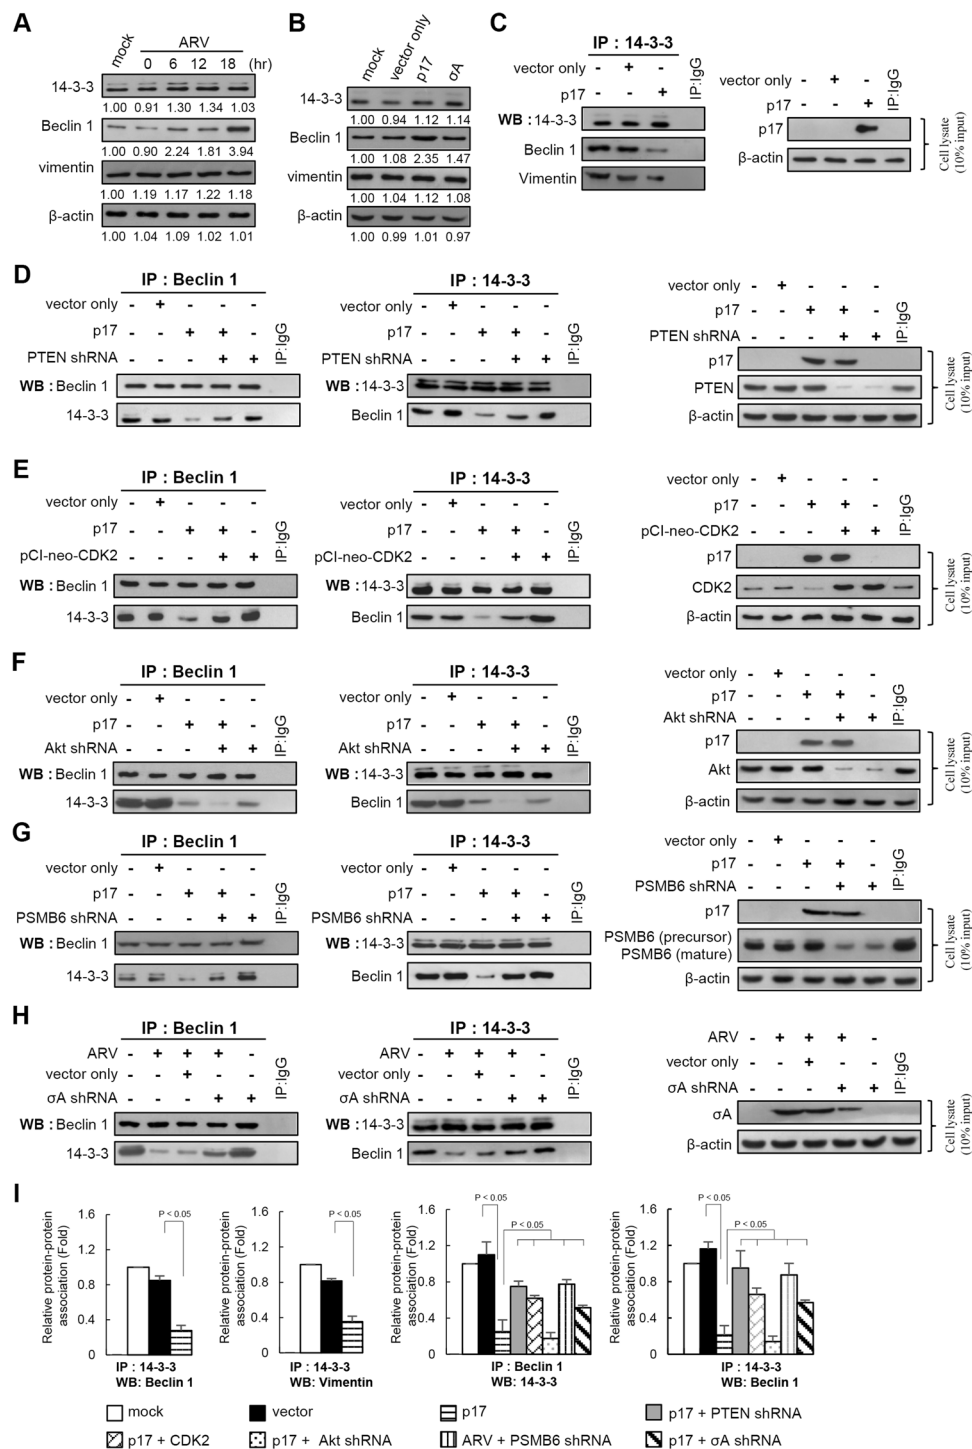 A
mock
ARV
0 6 12 18 (hr)
14-3-3
1.00 0.91 1.30 1.34 1.03
Beclin 1
1.00 0.90 2.24 1.81 3.94
vimentin
1.00 1.19 1.17 1.22 1.18
β-actin
1.00 1.04 1.09 1.02 1.01
B
mock vector only p17 σA
14-3-3
1.00 0.94 1.12 1.14
Beclin 1
1.00 1.08 2.35 1.47
vimentin
1.00 1.04 1.12 1.08
β-actin
1.00 0.99 1.01 0.97
C
IP : 14-3-3
vector only - + - IP:IgG
p17 - - +
WB : 14-3-3
Beclin 1
Vimentin
vector only - + - IP:IgG
p17 - - +
p17
β-actin
Cell lysate
(10% input)
D
IP : Beclin 1
vector only - + - - - IP:IgG
p17 - - + + -
PTEN shRNA - - - + +
WB : Beclin 1
14-3-3
IP : 14-3-3
vector only - + - - - IP:IgG
p17 - - + + -
PTEN shRNA - - - + +
WB : 14-3-3
Beclin 1
vector only - + - - - IP:IgG
p17 - - + + -
PTEN shRNA - - - + +
p17
PTEN
β-actin
Cell lysate
(10% input)
E
IP : Beclin 1
vector only - + - - - IP:IgG
p17 - - + + -
pCI-neo-CDK2 - - - + +
WB : Beclin 1
14-3-3
IP : 14-3-3
vector only - + - - - IP:IgG
p17 - - + + -
pCI-neo-CDK2 - - - + +
WB : 14-3-3
Beclin 1
vector only - + - - - IP:IgG
p17 - - + + -
pCI-neo-CDK2 - - - + +
p17
CDK2
β-actin
Cell lysate
(10% input)
F
IP : Beclin 1
vector only - + - - - IP:IgG
p17 - - + + -
Akt shRNA - - - + +
WB : Beclin 1
14-3-3
IP : 14-3-3
vector only - + - - - IP:IgG
p17 - - + + -
Akt shRNA - - - + +
WB : 14-3-3
Beclin 1
vector only - + - - - IP:IgG
p17 - - + + -
Akt shRNA - - - + +
p17
Akt
β-actin
Cell lysate
(10% input)
G
IP : Beclin 1
vector only - + - - - IP:IgG
p17 - - + + -
PSMB6 shRNA - - - + +
WB : Beclin 1
14-3-3
IP : 14-3-3
vector only - + - - - IP:IgG
p17 - - + + -
PSMB6 shRNA - - - + +
WB : 14-3-3
Beclin 1
vector only - + - - - IP:IgG
p17 - - + + -
PSMB6 shRNA - - - + +
p17
PSMB6 (precursor)
PSMB6 (mature)
β-actin
Cell lysate
(10% input)
H
IP : Beclin 1
ARV - + + + - IP:IgG
vector only - - + - -
σA shRNA - - - + +
WB : Beclin 1
14-3-3
IP : 14-3-3
ARV - + + + - IP:IgG
vector only - - + - -
σA shRNA - - - + +
WB : 14-3-3
Beclin 1
ARV - + + + - IP:IgG
vector only - - + - -
σA shRNA - - - + +
σA
β-actin
Cell lysate
(10% input)
I
Relative protein-protein
association (Fold)
1.6
1.2
0.8
0.4
0
P < 0.05
IP : 14-3-3
WB: Beclin 1
Relative protein-protein
association (Fold)
1.6
1.2
0.8
0.4
0
P < 0.05
IP : 14-3-3
WB: Vimentin
Relative protein-protein
association (Fold)
1.6
1.2
0.8
0.4
0
P < 0.05
P < 0.05
IP : Beclin 1
WB: 14-3-3
Relative protein-protein
association (Fold)
1.6
1.2
0.8
0.4
0
P < 0.05
P < 0.05
IP : 14-3-3
WB: Beclin 1
mock vector p17 p17 + PTEN shRNA
p17 + CDK2 p17 + Akt shRNA ARV + PSMB6 shRNA p17 + σA shRNA